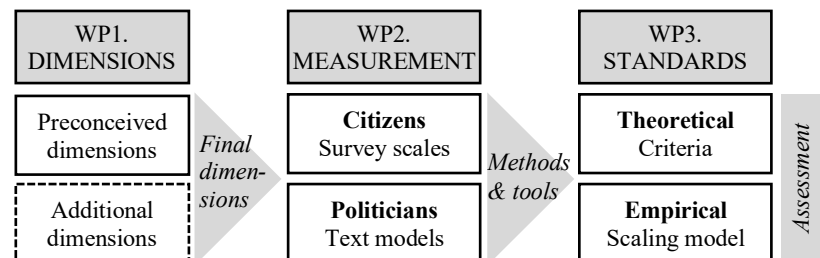 WP1.
DIMENSIONS
Preconceived
dimensions
Additional
dimensions
Final
dimen-
sions
WP2.
MEASUREMENT
Citizens
Survey scales
Politicians
Text models
Methods
& tools
WP3.
STANDARDS
Theoretical
Criteria
Empirical
Scaling model
Assessment